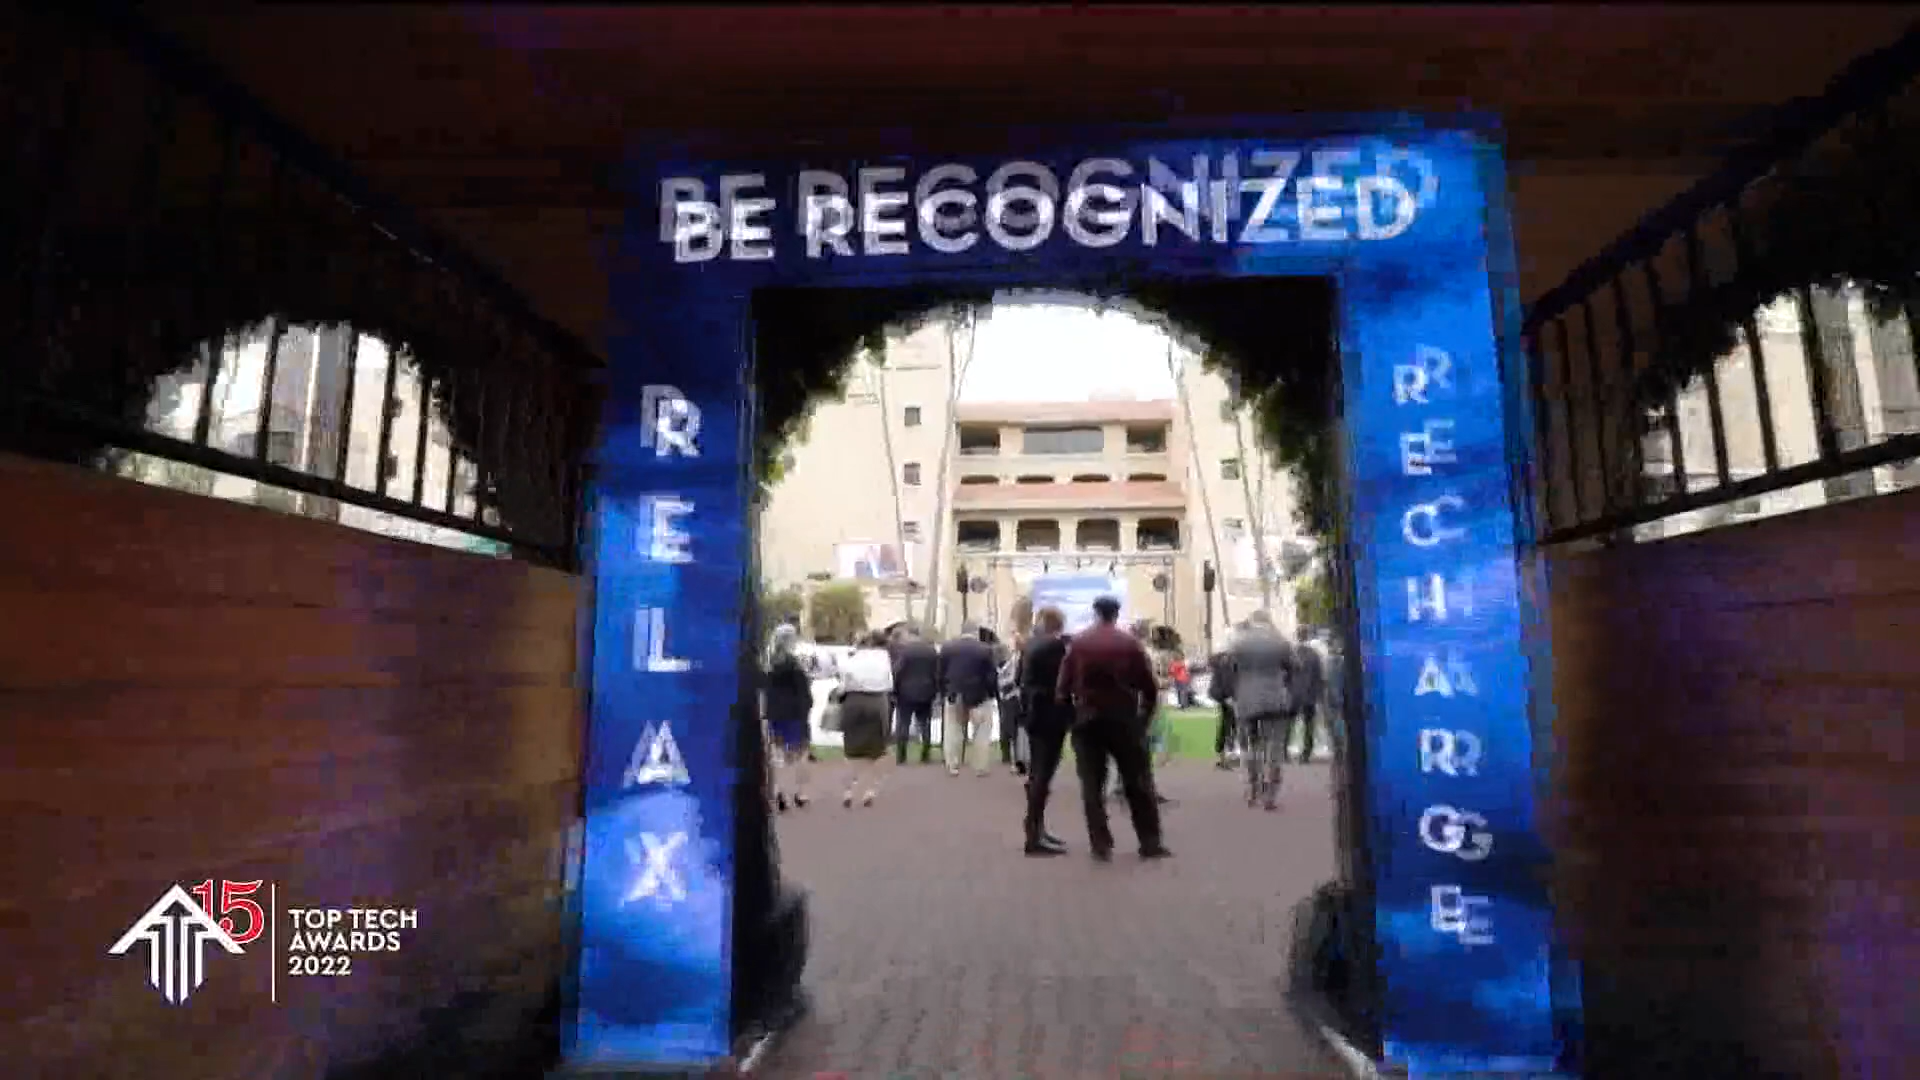 BE RECOGNIZED
RELAX
RECHARGE
15
TOP TECH
AWARDS
2022